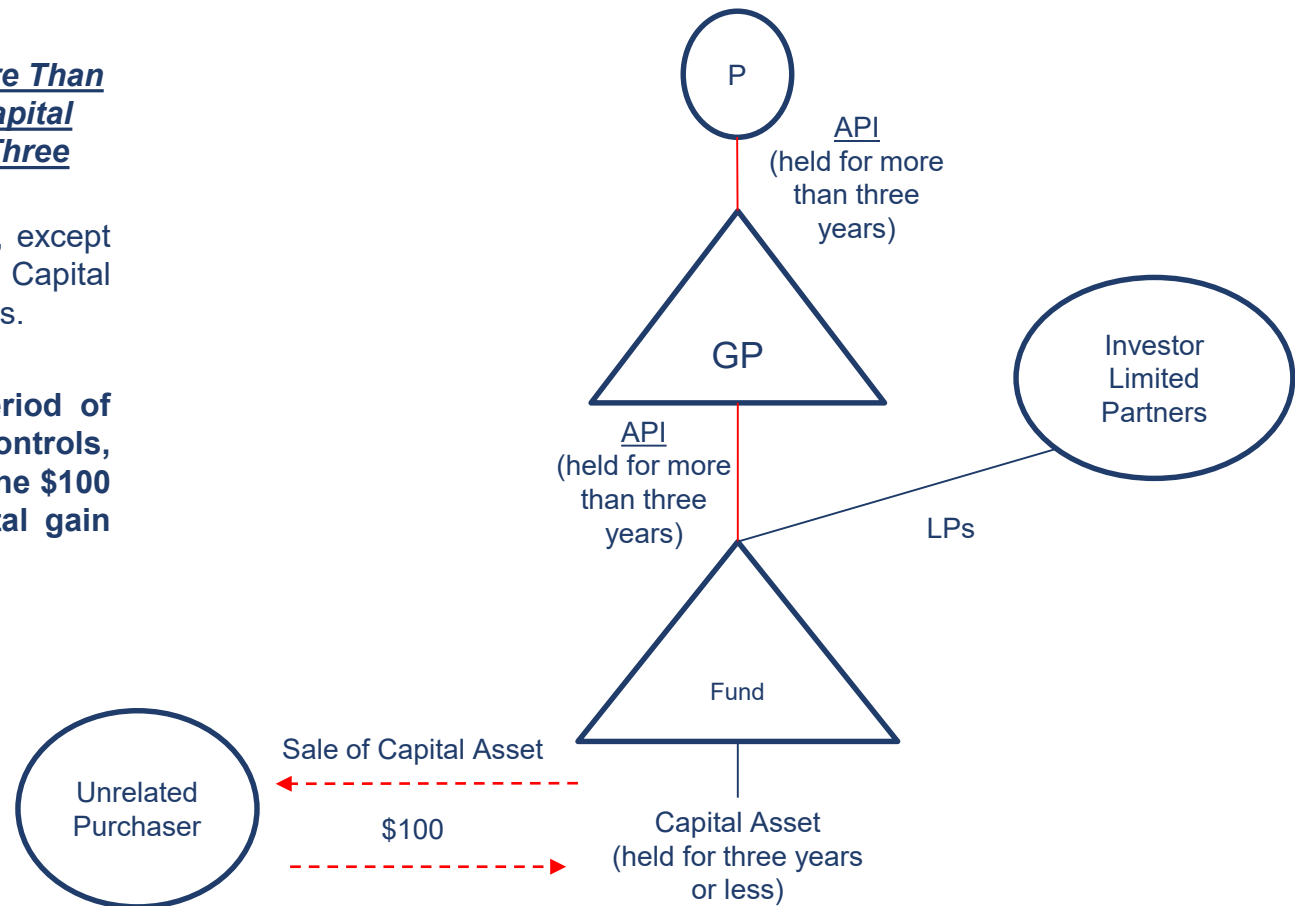 re Than
apital
Three
, except
Capital
s.
eriod of
ontrols,
he $100
tal gain
P
API
(held for more
than three
years)
GP
API
(held for more
than three
years)
Investor
Limited
Partners
LPs
Fund
Sale of Capital Asset
Unrelated
Purchaser
$100
Capital Asset
(held for three years
or less)